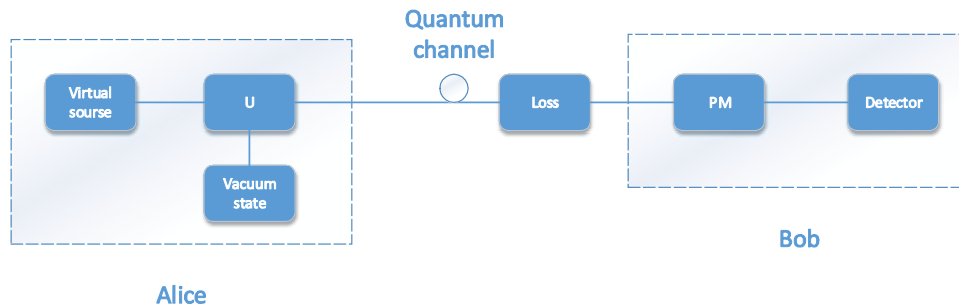 Quantum
channel
Virtual
sourse
U
Loss
PM
Detector
Vacuum
state
Bob
Alice